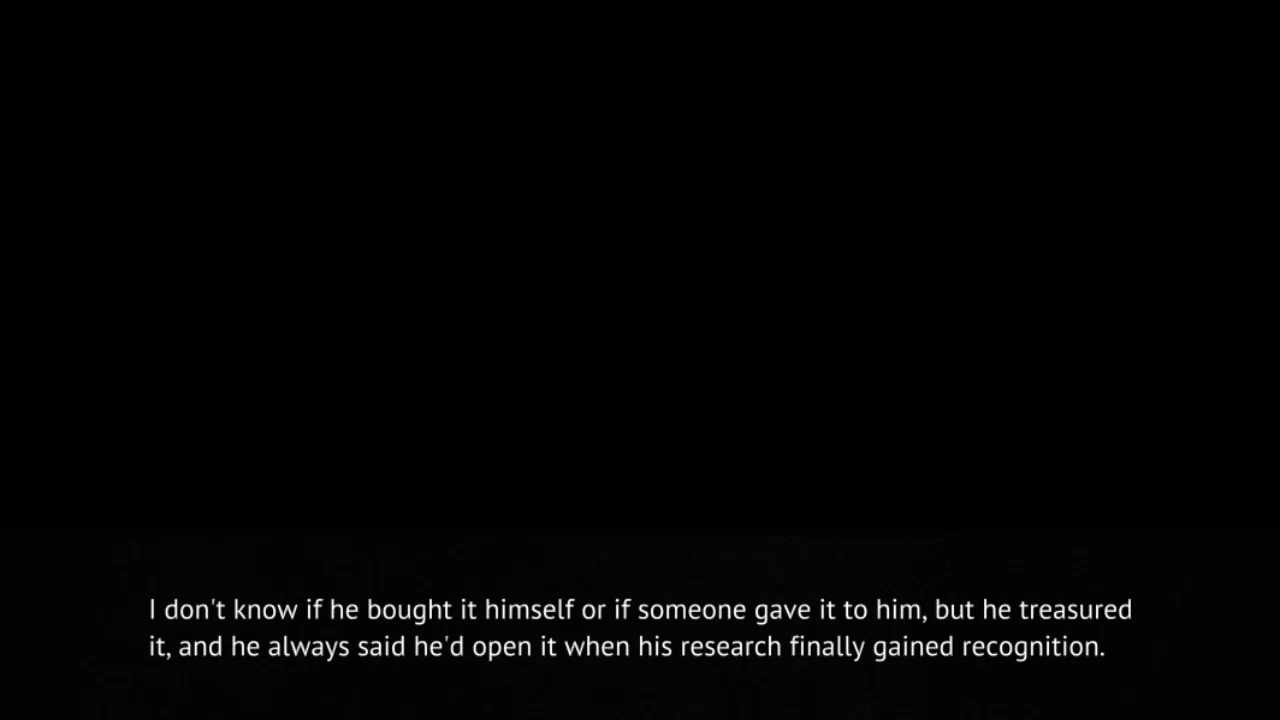 I don't know if he bought it himself or if someone gave it to him, but he treasured
it, and he always said he'd open it when his research finally gained recognition.